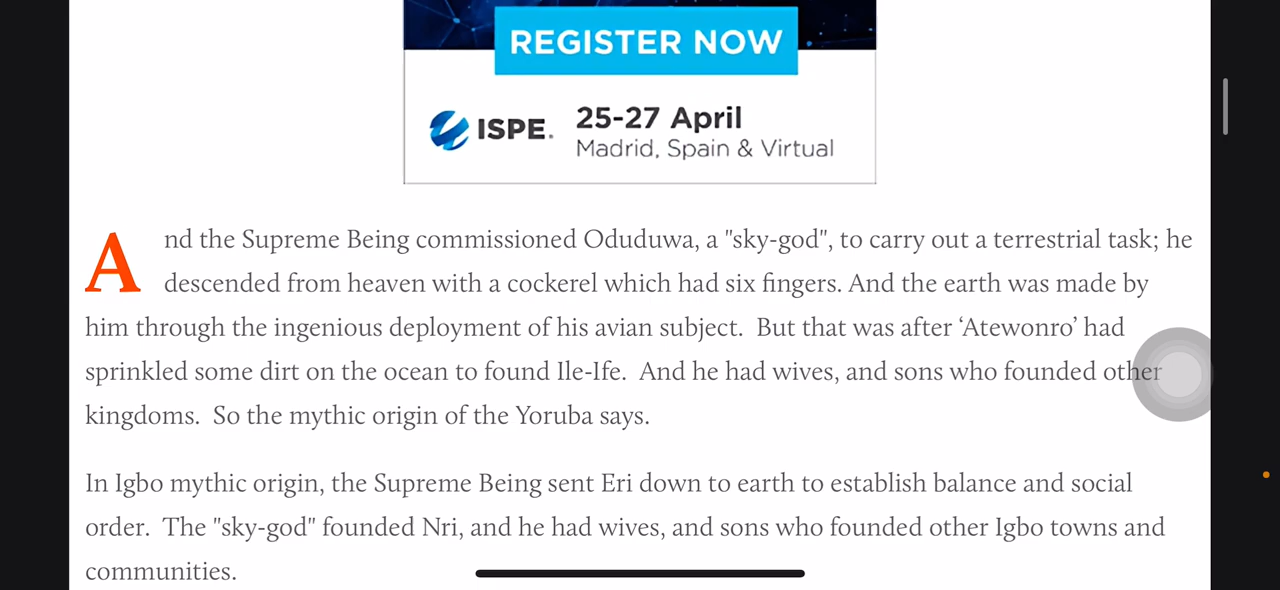 REGISTER NOW
ISPE.
25-27 April
Madrid, Spain & Virtual
And the Supreme Being commissioned Oduduwa, a "sky-god", to carry out a terrestrial task; he
descended from heaven with a cockerel which had six fingers. And the earth was made by
him through the ingenious deployment of his avian subject.  But that was after ‘Atewonro’ had
sprinkled some dirt on the ocean to found Ile-Ife.  And he had wives, and sons who founded other
kingdoms.  So the mythic origin of the Yoruba says.
In Igbo mythic origin, the Supreme Being sent Eri down to earth to establish balance and social
order.  The "sky-god" founded Nri, and he had wives, and sons who founded other Igbo towns and
communities.